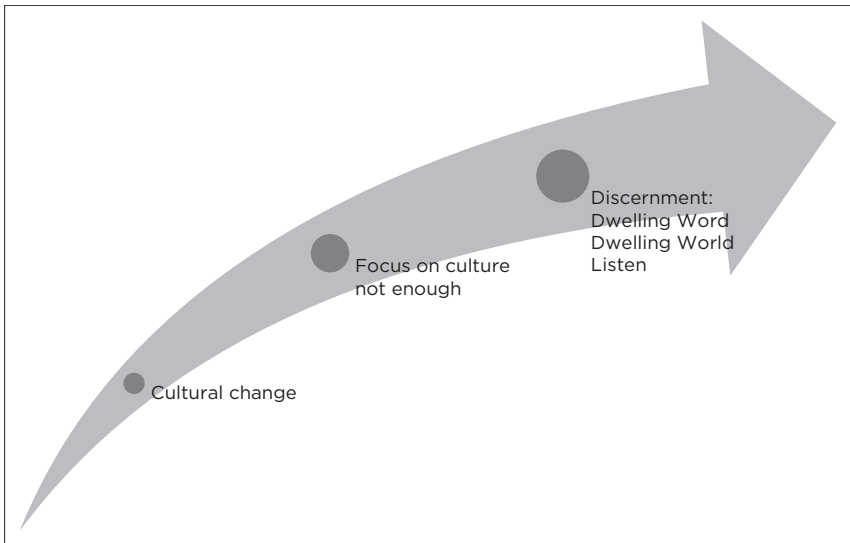 Cultural change
Focus on culture
not enough
Discernment:
Dwelling Word
Dwelling World
Listen